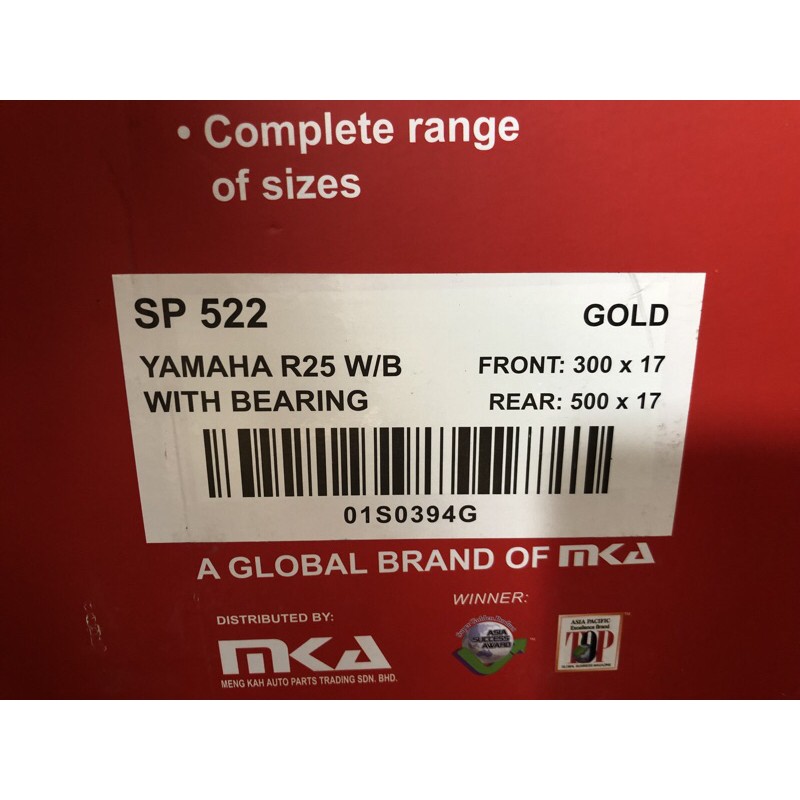 • Complete range
of sizes
SP 522
GOLD
YAMAHA R25 W/B
FRONT: 300 x 17
WITH BEARING
REAR: 500 x 17
01S0394G
A GLOBAL BRAND OF MKA
WINNER:
DISTRIBUTED BY:
MKA
MENG KAH AUTO PARTS TRADING SDN. BHD.
ASIA
SUCCESS
AWARD
ASIA PACIFIC
Excellence Brand
TOP